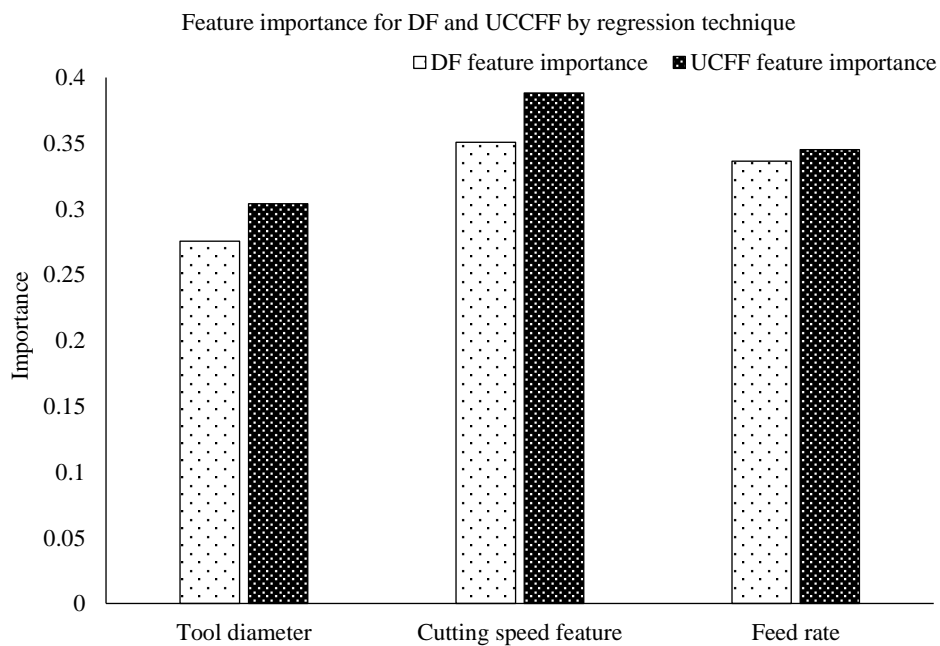 Feature importance for DF and UCCFF by regression technique
DF feature importance UCFF feature importance
0.4
0.35
0.3
0.25
0.2
0.15
0.1
0.05
0
Importance
Tool diameter Cutting speed feature Feed rate